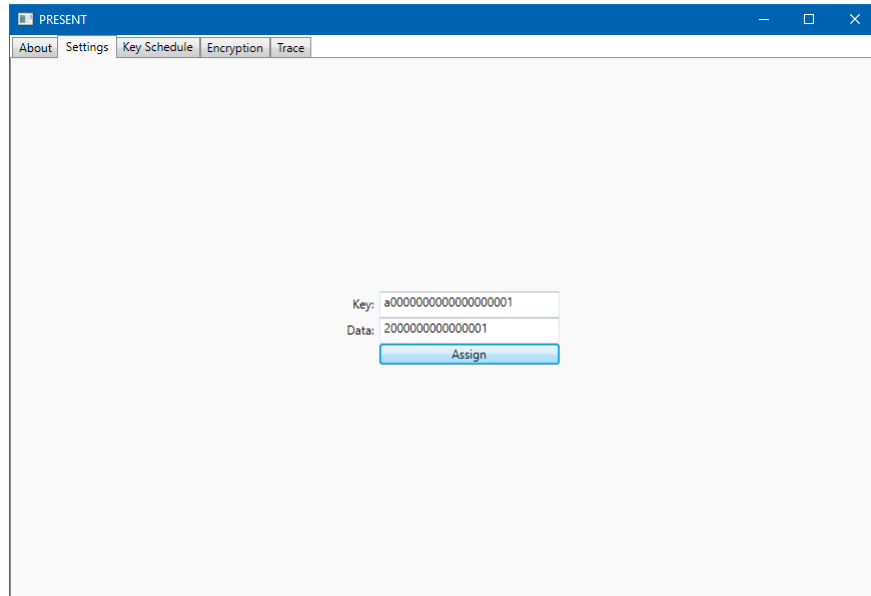 PRESENT
About Settings Key Schedule Encryption Trace
Key: a0000000000000000001
Data: 2000000000000001
Assign